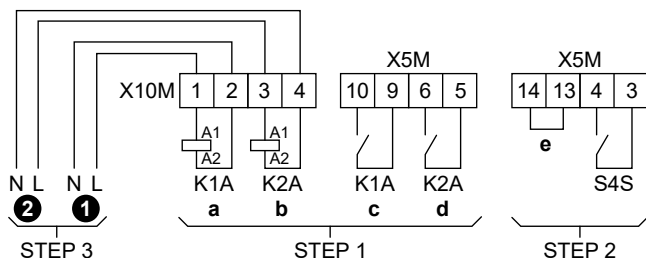 X5M X5M
X10M 1 2 3 4 10 9 6 5 14 13 4 3
A1 A1
A2 A2
e
N L N L K1A K2A K1A K2A S4S
2 1 a b c d
STEP 3 STEP 1 STEP 2